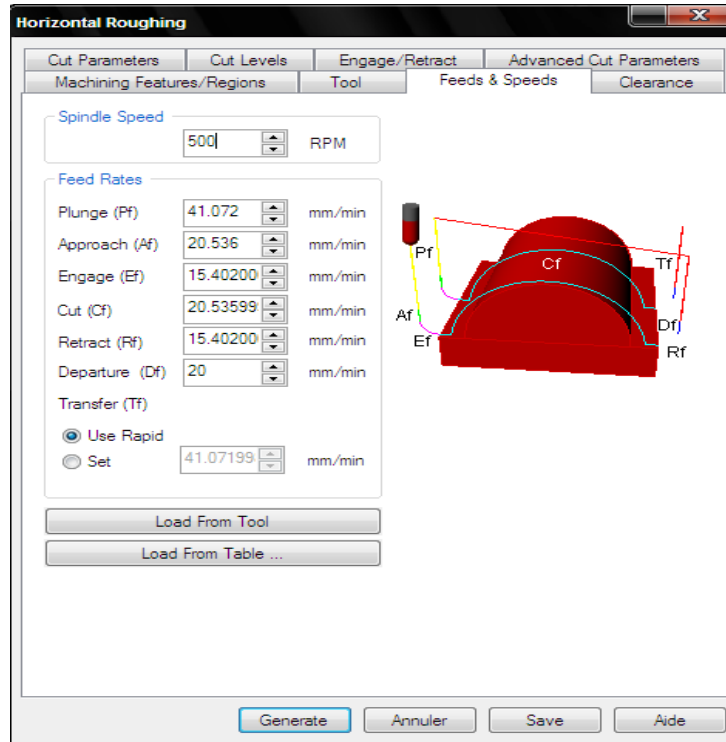 Horizontal Roughing
Cut Parameters Cut Levels Engage/Retract Advanced Cut Parameters
Machining Features/Regions Tool Feeds & Speeds Clearance
Spindle Speed
500 RPM
Feed Rates
Plunge (Pf) 41.072 mm/min
Approach (Af) 20.536 mm/min
Engage (Ef) 15.40200 mm/min
Cut (Cf) 20.53599 mm/min
Retract (Rf) 15.40200 mm/min
Departure (Df) 20 mm/min
Transfer (Tf)
Use Rapid
Set 41.07199 mm/min
Load From Tool
Load From Table ...
Pf Cf Tf
Af Df
Ef Rf
Generate Annuler Save Aide